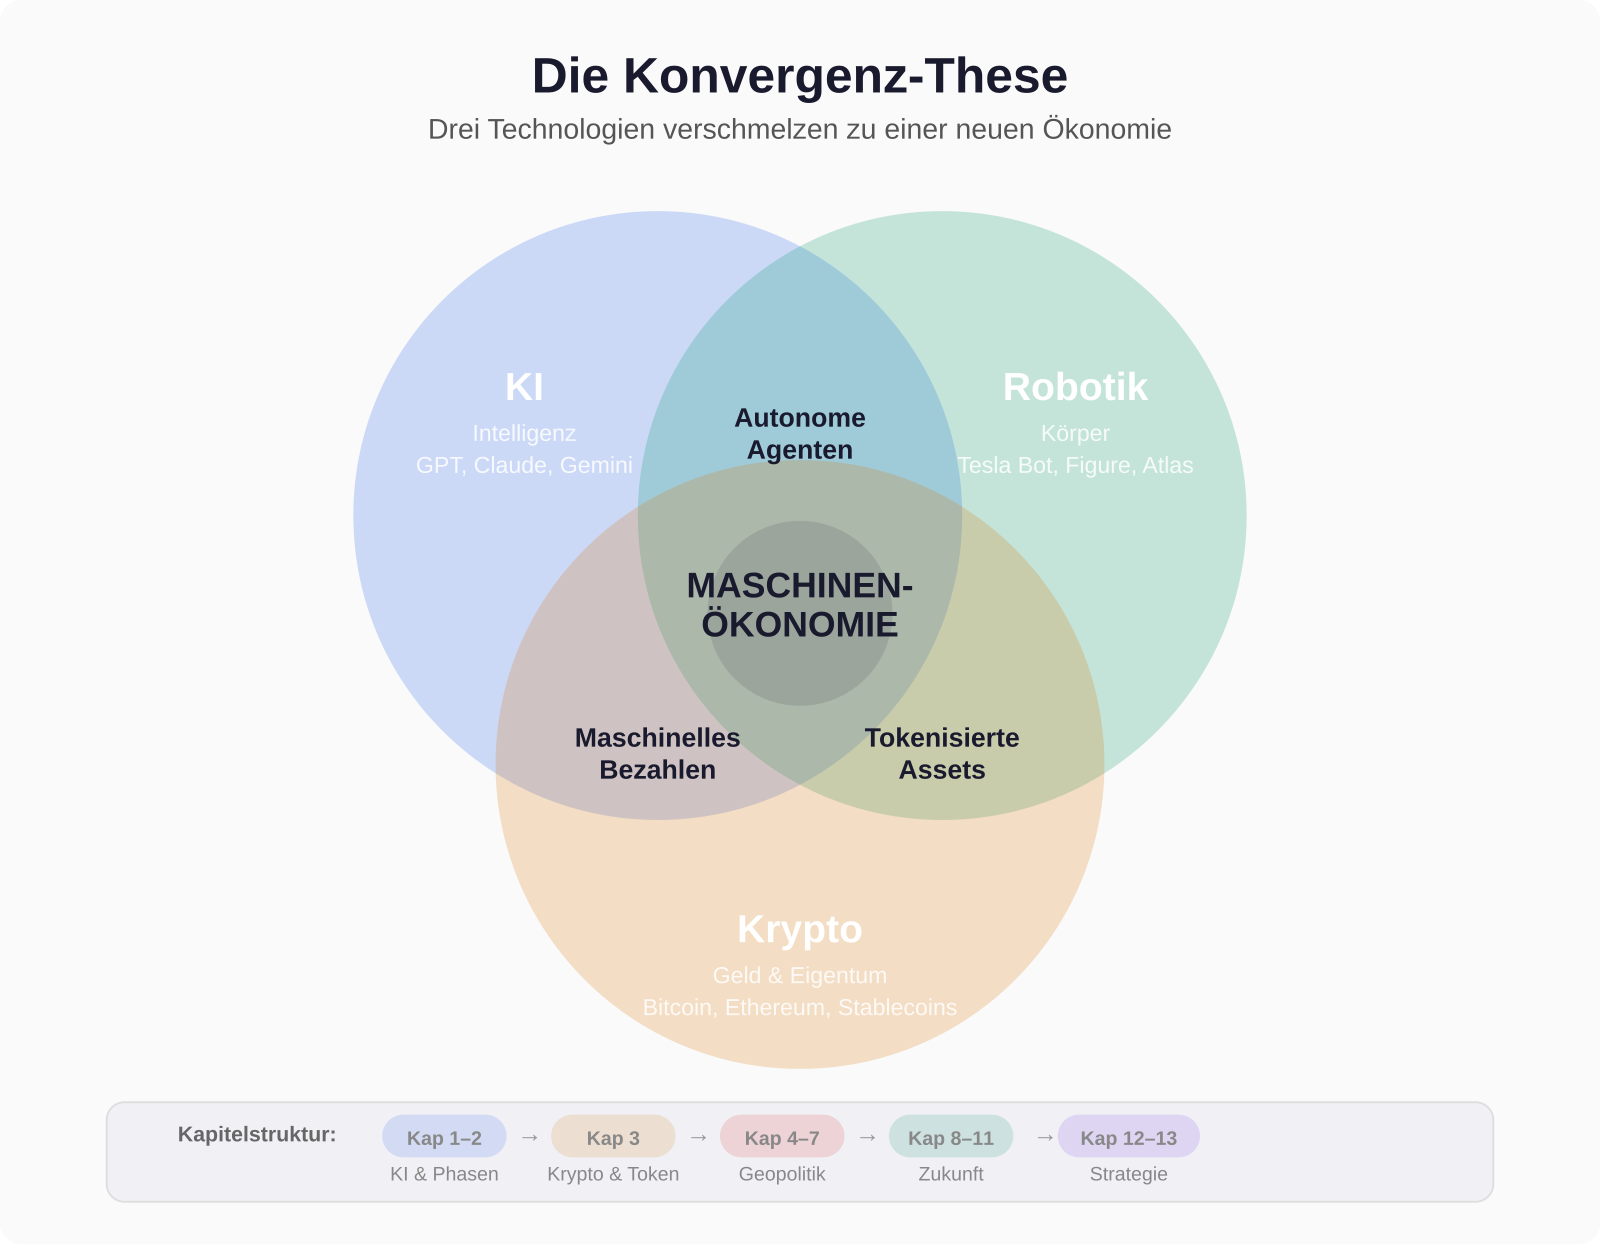 Die Konvergenz-These
Drei Technologien verschmelzen zu einer neuen Ökonomie
KI
Intelligenz
GPT, Claude, Gemini
Robotik
Körper
Tesla Bot, Figure, Atlas
Autonome
Agenten
MASCHINEN-
ÖKONOMIE
Maschinelles
Bezahlen
Tokenisierte
Assets
Krypto
Geld & Eigentum
Bitcoin, Ethereum, Stablecoins
Kapitelstruktur:
Kap 1–2 → Kap 3 → Kap 4–7 → Kap 8–11 → Kap 12–13
KI & Phasen Krypto & Token Geopolitik Zukunft Strategie